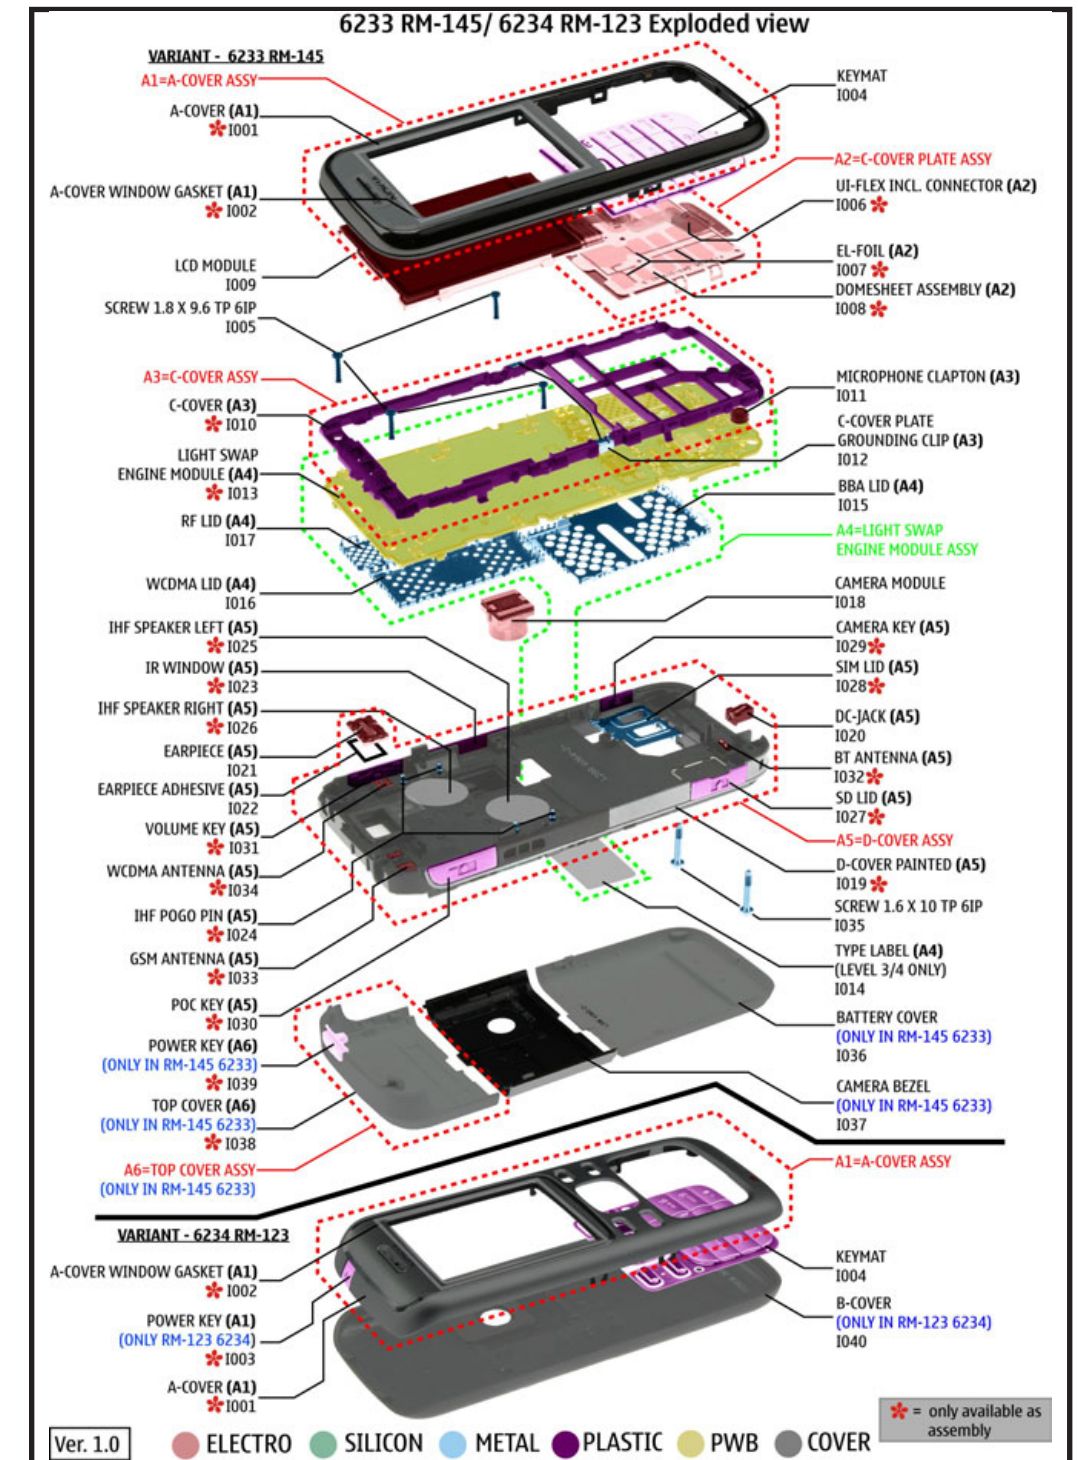 6233 RM-145/ 6234 RM-123 Exploded view
VARIANT - 6233 RM-145
A1=A-COVER ASSY
A-COVER (A1)
I001
A-COVER WINDOW GASKET (A1)
I002
LCD MODULE
I009
SCREW 1.8 X 9.6 TP 6IP
I005
A3=C-COVER ASSY
C-COVER (A3)
I010
LIGHT SWAP
ENGINE MODULE (A4)
I013
RF LID (A4)
I017
WCDMA LID (A4)
I016
IHF SPEAKER LEFT (A5)
I025
IR WINDOW (A5)
I023
IHF SPEAKER RIGHT (A5)
I026
EARPIECE (A5)
I021
EARPIECE ADHESIVE (A5)
I022
VOLUME KEY (A5)
I031
WCDMA ANTENNA (A5)
I034
IHF POGO PIN (A5)
I024
GSM ANTENNA (A5)
I033
POC KEY (A5)
I030
POWER KEY (A6)
(ONLY IN RM-145 6233)
I039
TOP COVER (A6)
(ONLY IN RM-145 6233)
I038
A6=TOP COVER ASSY
(ONLY IN RM-145 6233)
KEYMAT
I004
A2=C-COVER PLATE ASSY
UI-FLEX INCL. CONNECTOR (A2)
I006
EL-FOIL (A2)
I007
DOMESHEET ASSEMBLY (A2)
I008
MICROPHONE CLAPTON (A3)
I011
C-COVER PLATE
GROUNDING CLIP (A3)
I012
BBA LID (A4)
I015
A4=LIGHT SWAP
ENGINE MODULE ASSY
CAMERA MODULE
I018
CAMERA KEY (A5)
I029
SIM LID (A5)
I028
DC-JACK (A5)
I020
BT ANTENNA (A5)
I032
SD LID (A5)
I027
A5=D-COVER ASSY
D-COVER PAINTED (A5)
I019
SCREW 1.6 X 10 TP 6IP
I035
TYPE LABEL (A4)
(LEVEL 3/4 ONLY)
I014
BATTERY COVER
(ONLY IN RM-145 6233)
I036
CAMERA BEZEL
(ONLY IN RM-145 6233)
I037
VARIANT - 6234 RM-123
A-COVER WINDOW GASKET (A1)
I002
POWER KEY (A1)
(ONLY RM-123 6234)
I003
A-COVER (A1)
I001
A1=A-COVER ASSY
KEYMAT
I004
B-COVER
(ONLY IN RM-123 6234)
I040
= only available as
assembly
Ver. 1.0
ELECTRO SILICON METAL PLASTIC PWB COVER